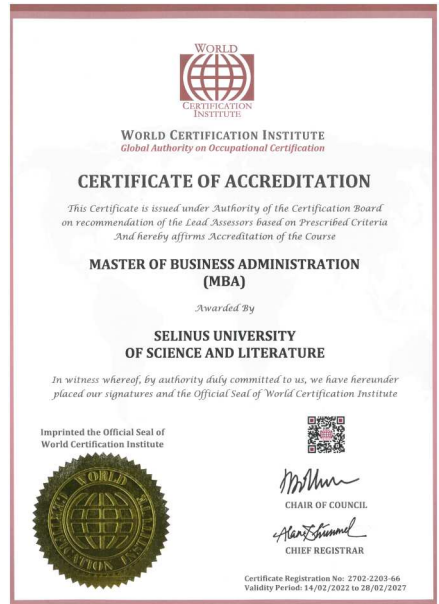 WORLD
CERTIFICATION
INSTITUTE
WORLD CERTIFICATION INSTITUTE
Global Authority on Occupational Certification
CERTIFICATE OF ACCREDITATION
This Certificate is issued under Authority of the Certification Board
on recommendation of the Lead Assessors based on Prescribed Criteria
And hereby affirms Accreditation of the Course
MASTER OF BUSINESS ADMINISTRATION
(MBA)
Awarded By
SELINUS UNIVERSITY
OF SCIENCE AND LITERATURE
In witness whereof, by authority duly committed to us, we have hereunder
placed our signatures and the Official Seal of World Certification Institute
Imprinted the Official Seal of
World Certification Institute
WORLD
CHAIR OF COUNCIL
CHIEF REGISTRAR
Certificate Registration No: 2702-2203-66
Validity Period: 14/02/2022 to 28/02/2027